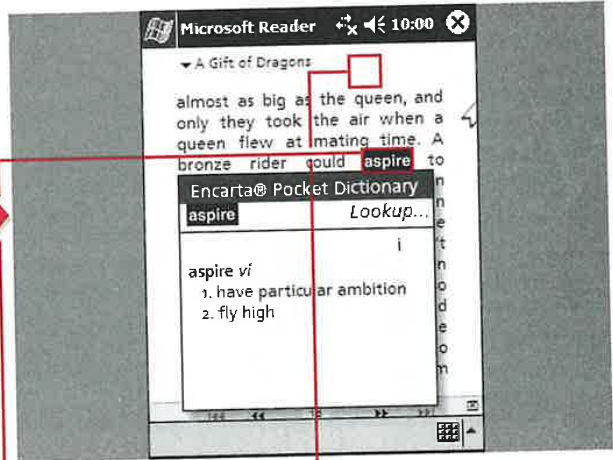 Microsoft Reader 10:00
A Gift of Dragons
almost as big as the queen, and
only they took the air when a
queen flew at mating time. A
bronze rider could aspire to
Encarta® Pocket Dictionary
aspire Lookup...
i
aspire vi
1. have particular ambition
2. fly high